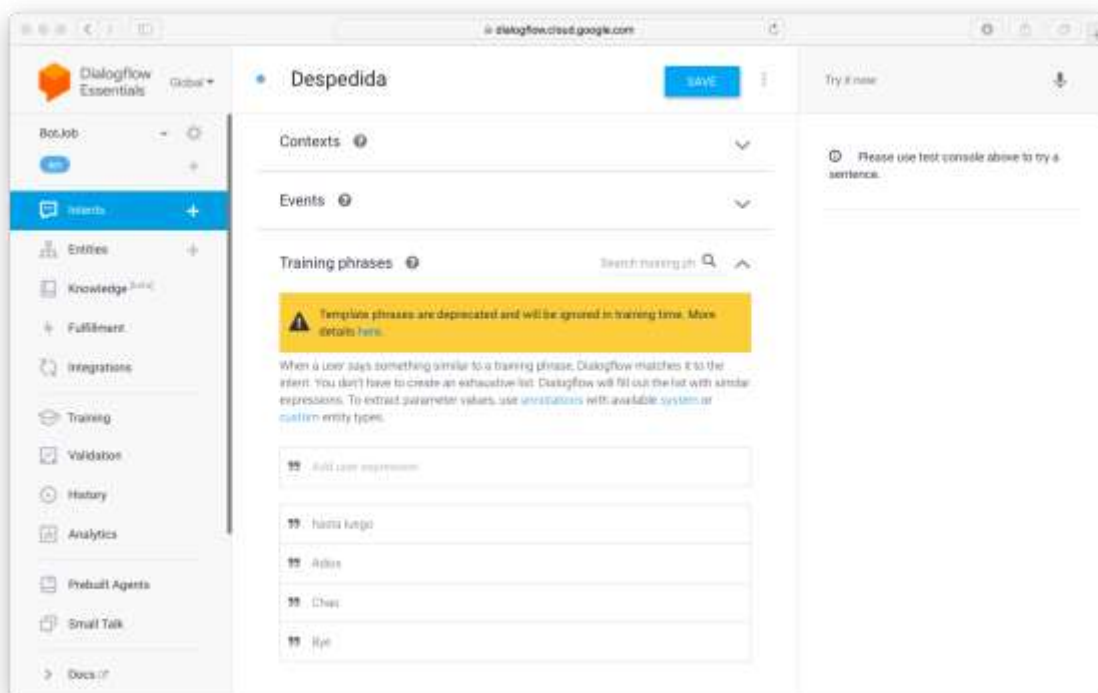 dialogflow.cloud.google.com
Dialogflow
Essentials
Global
Despedida
SAVE
Try it now
BotJob
en
Contexts
Please use test console above to try a
sentence.
Intents
Events
Entities
Training phrases
Search training ph
Knowledge [beta]
Fulfillment
Template phrases are deprecated and will be ignored in training time. More
details here.
Integrations
When a user says something similar to a training phrase, Dialogflow matches it to the
intent. You don't have to create an exhaustive list. Dialogflow will fill out the list with similar
expressions. To extract parameter values, use annotations with available system or
custom entity types.
Training
Validation
Add user expression
History
hasta luego
Analytics
Adios
Prebuilt Agents
Chao
Small Talk
Bye
Docs